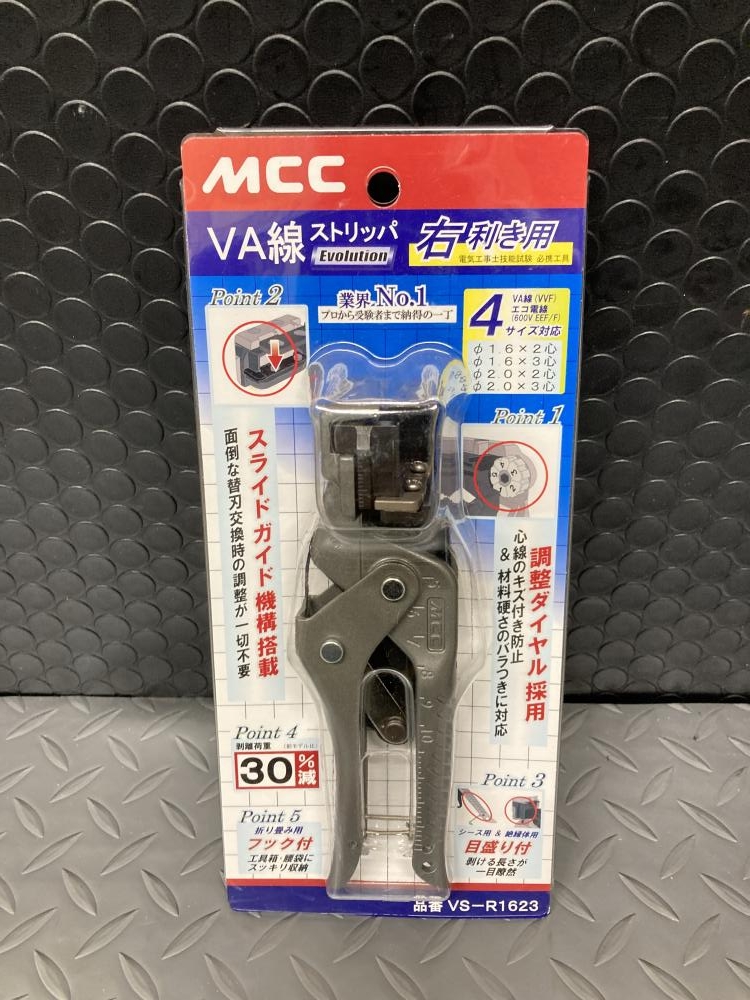 MCC
VA線 ストリッパ
Evolution
右利き用
電気工事士技能試験 必携工具
Point 2
業界No.1
プロから受験者まで納得の一丁
4サイズ対応
VA線(VVF)
エコ電線
(600V EEF/F)
φ1.6×2心
φ1.6×3心
φ2.0×2心
φ2.0×3心
Point 1
スライドガイド機構搭載
面倒な替刃交換時の調整が一切不要
調整ダイヤル採用
心線のキズ付き防止
&材料硬さのバラつきに対応
MCC
7
8
9
10
Point 4
剥離荷重
30%減
Point 5
折り畳み用
フック付
工具箱・腰袋に
スッキリ収納
Point 3
シース用 & 絶縁体用
目盛り付
剥ける長さが
一目瞭然
品番 VS-R1623